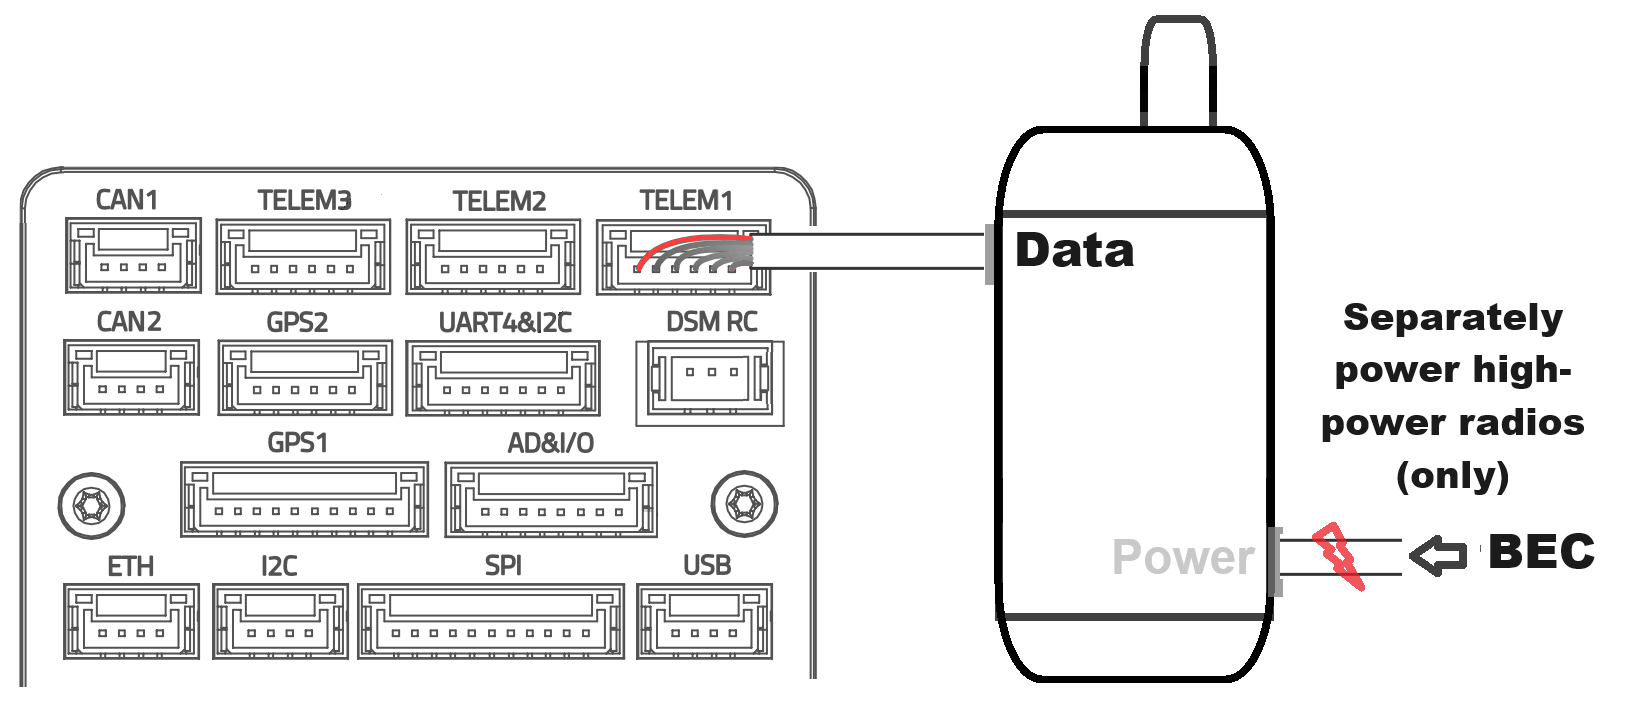 CAN1 TELEM3 TELEM2 TELEM1
CAN2 GPS2 UART4&I2C DSM RC
GPS1 AD&I/O
ETH I2C SPI USB
Data
Power
Separately
power high-
power radios
(only)
BEC